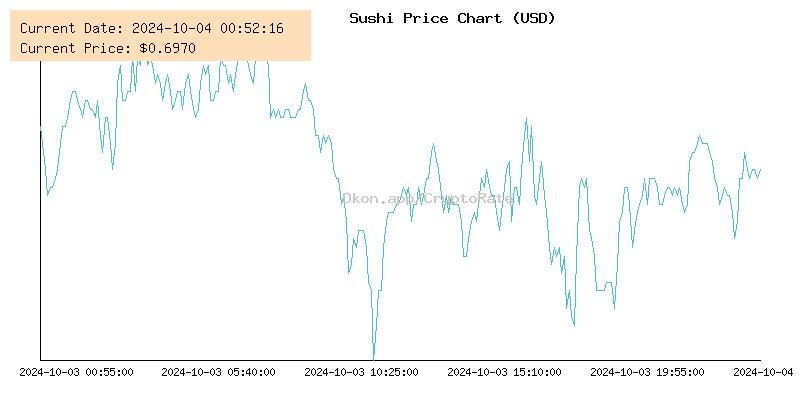 Sushi Price Chart (USD)
Current Date: 2024-10-04 00:52:16
Current Price: $0.6970
Dkon.app/CryptoRate
2024-10-03 00:55:00 2024-10-03 05:40:00 2024-10-03 10:25:00 2024-10-03 15:10:00 2024-10-03 19:55:00 2024-10-04